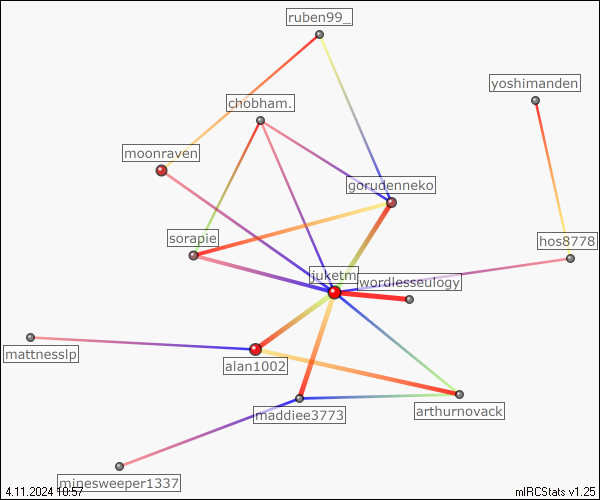 ruben99_
yoshimanden
chobham.
moonraven
gorudenneko
sorapie
hos8778
juketm
wordlesseulogy
mattnesslp
alan1002
maddiee3773
arthurnovack
minesweeper1337
4.11.2024 10:57
mIRCStats v1.25